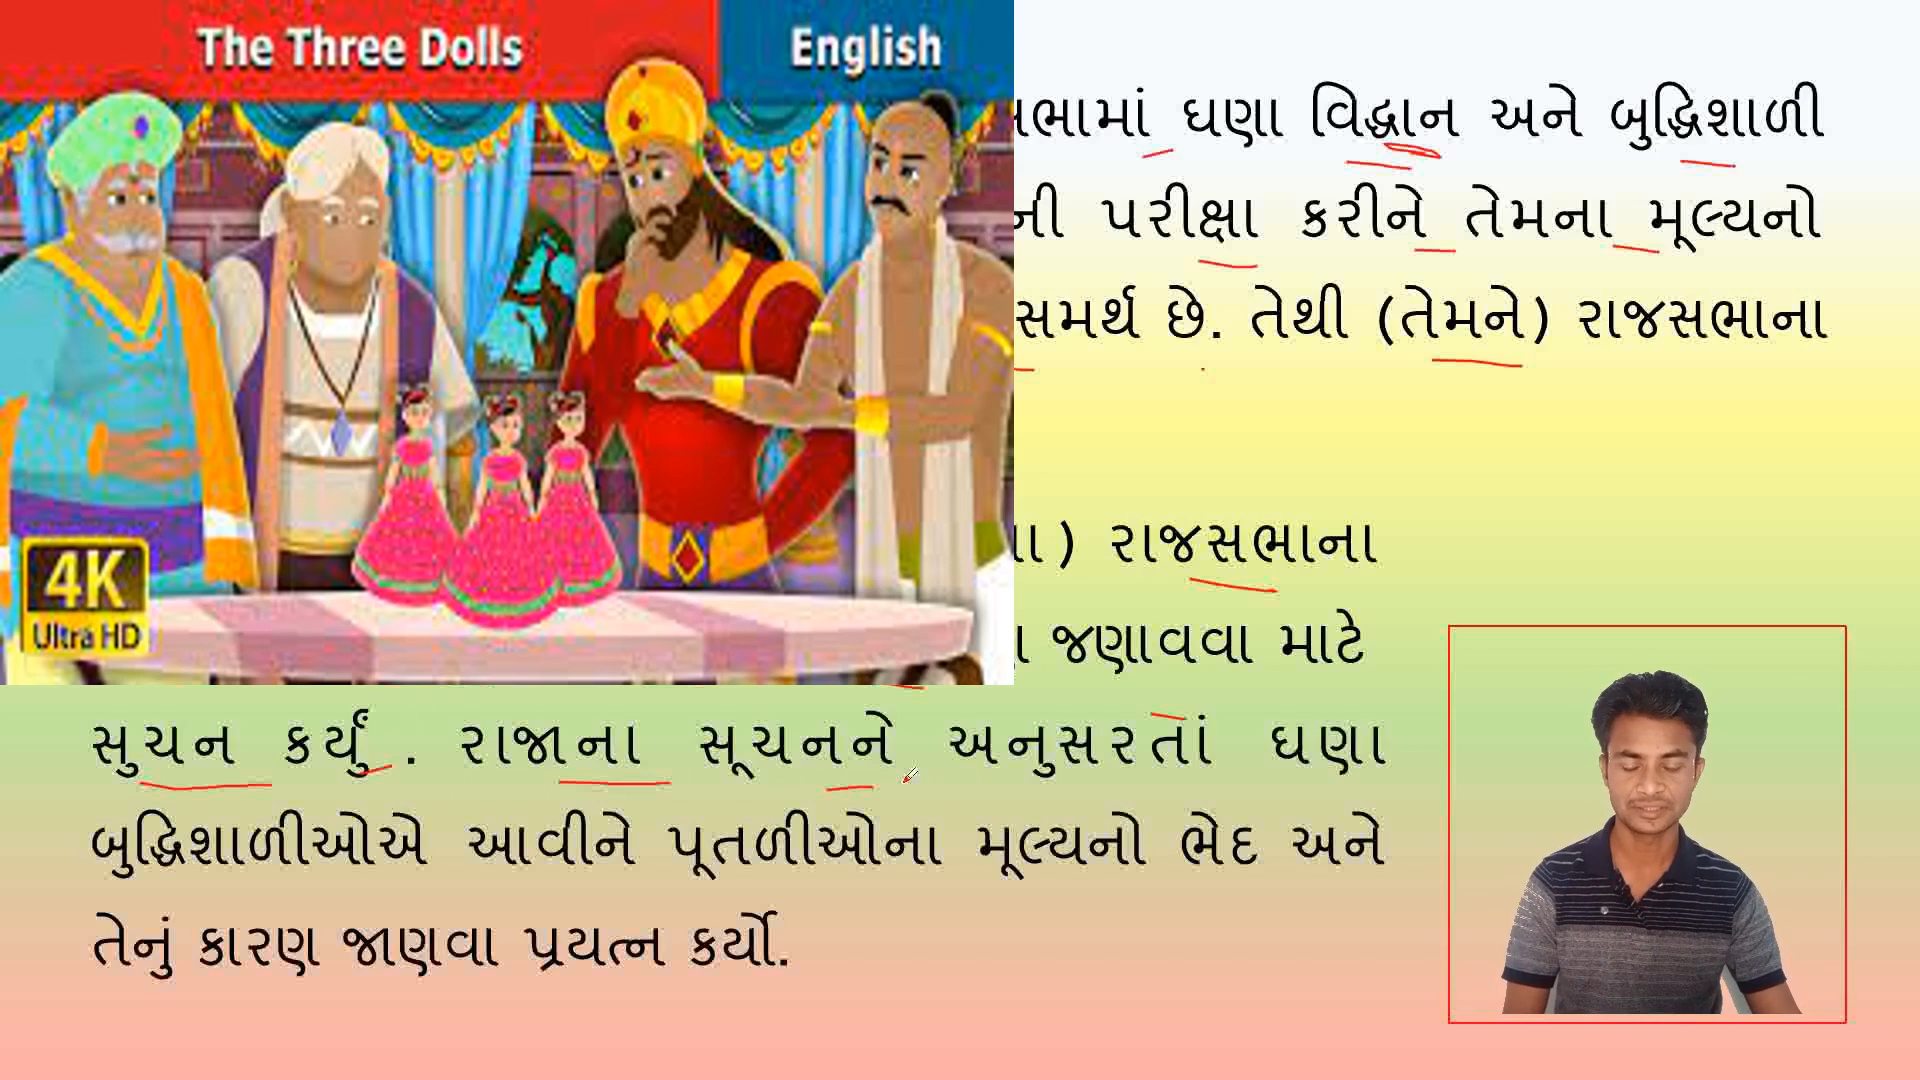 The Three Dolls English
ઘણા વિદ્વાન અને બુદ્ધિશાળી
પરીક્ષા કરીને તેમના મૂલ્યનો
સમર્થ છે. તેથી (તેમને) રાજસભાના
રાજસભાના
જણાવવા માટે
4K
Ultra HD
સુચન કર્યું . રાજાના સૂચનને અનુસરતાં ઘણા
બુદ્ધિશાળીઓએ આવીને પૂતળીઓના મૂલ્યનો ભેદ અને
તેનું કારણ જાણવા પ્રયત્ન કર્યો.